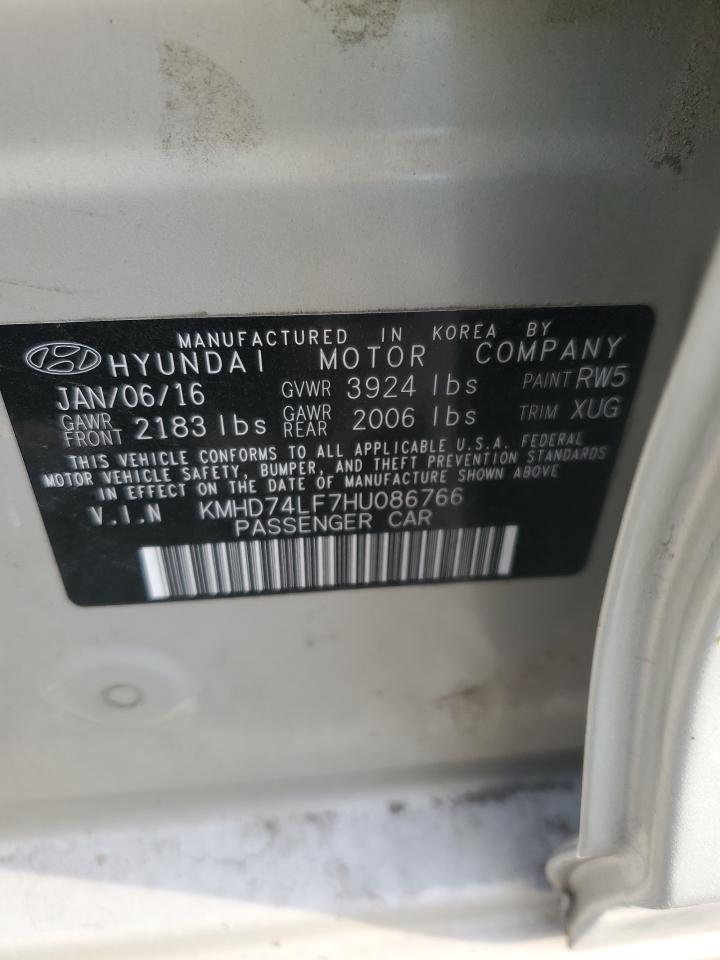 MANUFACTURED IN KOREA BY
HYUNDAI MOTOR COMPANY
JAN/06/16 GVWR 3924 lbs PAINT RW5
GAWR FRONT 2183 lbs GAWR REAR 2006 lbs TRIM XUG
THIS VEHICLE CONFORMS TO ALL APPLICABLE U.S.A. FEDERAL
MOTOR VEHICLE SAFETY, BUMPER, AND THEFT PREVENTION STANDARDS
IN EFFECT ON THE DATE OF MANUFACTURE SHOWN ABOVE
V.I.N KMHD74LF7HU086766
PASSENGER CAR